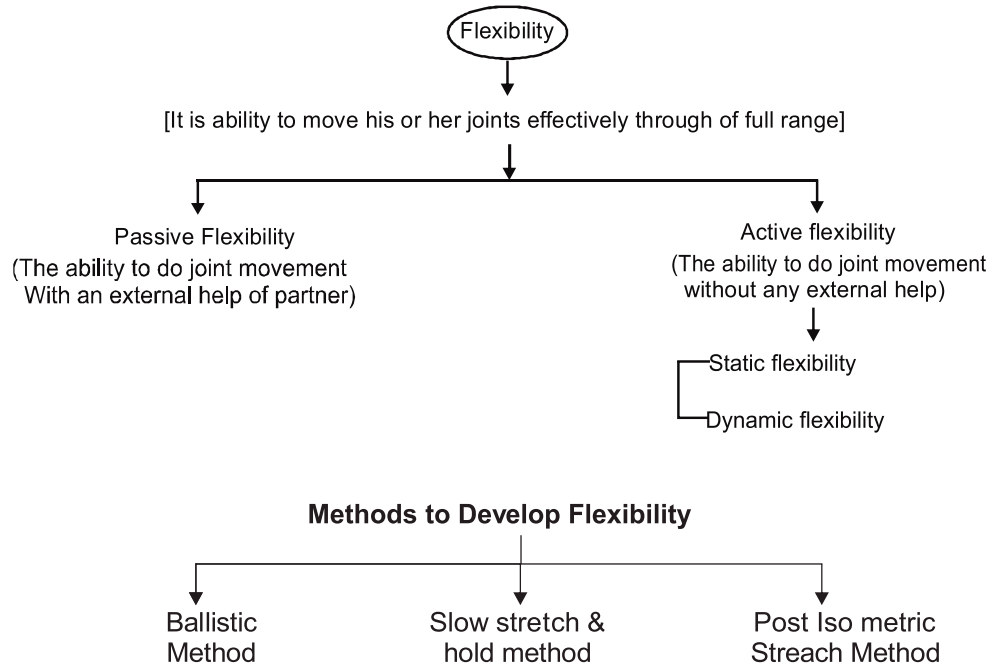 Flexibility
[It is ability to move his or her joints effectively through of full range]
Passive Flexibility
(The ability to do joint movement
With an external help of partner)
Active flexibility
(The ability to do joint movement
without any external help)
Static flexibility
Dynamic flexibility
Methods to Develop Flexibility
Ballistic
Method
Slow stretch &
hold method
Post Iso metric
Streach Method